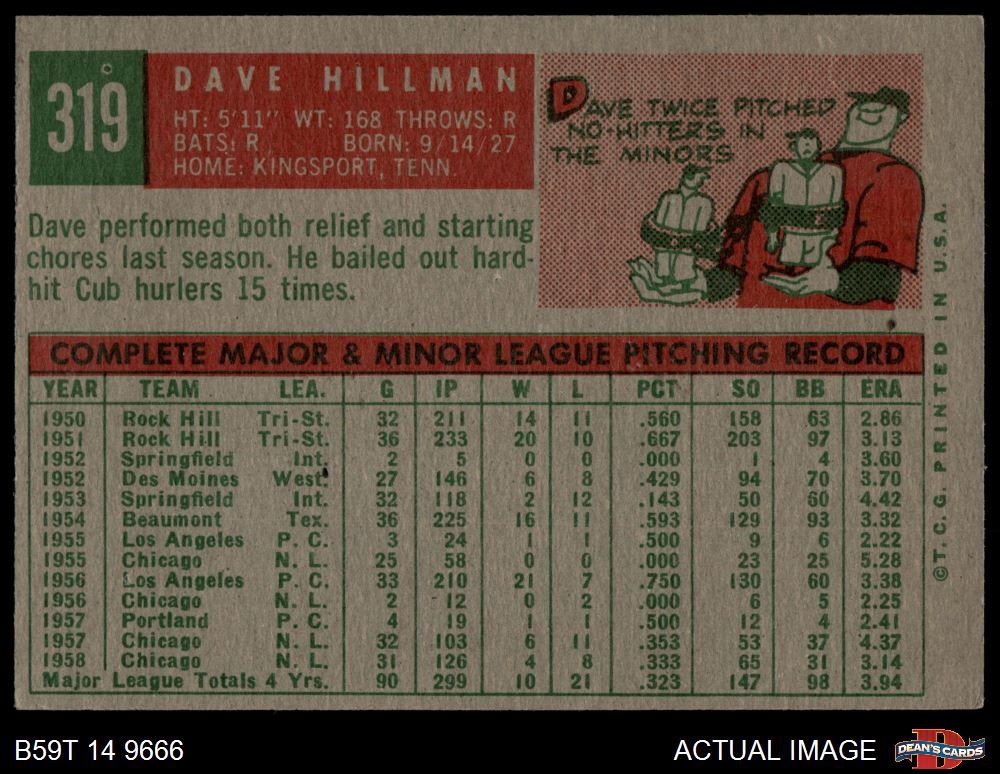 319
DAVE HILLMAN
HT: 5'11" WT: 168 THROWS: R
BATS: R BORN: 9/14/27
HOME: KINGSPORT, TENN.
DAVE TWICE PITCHED
NO-HITTERS IN
THE MINORS
Dave performed both relief and starting
chores last season. He bailed out hard-
hit Cub hurlers 15 times.
COMPLETE MAJOR & MINOR LEAGUE PITCHING RECORD
YEAR TEAM LEA. G IP W L PCT SO BB ERA
1950 Rock Hill Tri-St. 32 211 14 11 .560 158 63 2.86
1951 Rock Hill Tri-St. 36 233 20 10 .667 203 97 3.13
1952 Springfield Int. 2 5 0 0 .000 1 4 3.60
1952 Des Moines West. 27 146 6 8 .429 94 70 3.70
1953 Springfield Int. 32 118 2 12 .143 50 60 4.42
1954 Beaumont Tex. 36 225 16 11 .593 129 93 3.32
1955 Los Angeles P. C. 3 24 1 1 .500 9 6 2.22
1955 Chicago N. L. 25 58 0 0 .000 23 25 5.28
1956 Los Angeles P. C. 33 210 21 7 .750 130 60 3.38
1956 Chicago N. L. 2 12 0 2 .000 6 5 2.25
1957 Portland P. C. 4 19 1 1 .500 12 4 2.41
1957 Chicago N. L. 32 103 6 11 .353 53 37 4.37
1958 Chicago N. L. 31 126 4 8 .333 65 31 3.14
Major League Totals 4 Yrs. 90 299 10 21 .323 147 98 3.94
©T. C. G. PRINTED IN U.S.A.
B59T 14 9666
ACTUAL IMAGE
D
DEAN'S CARDS